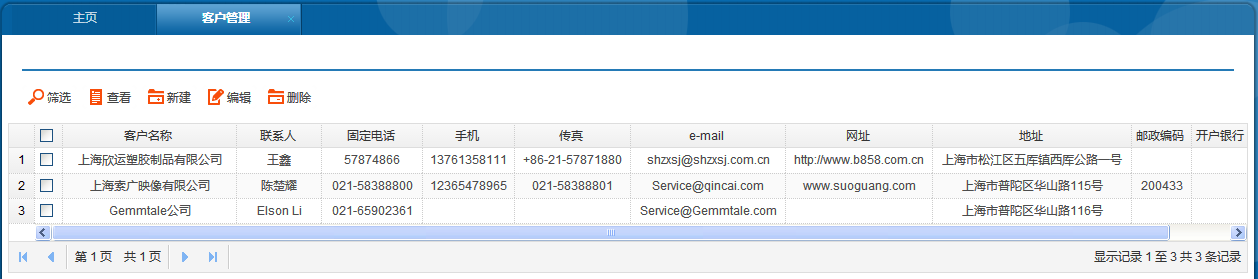 主页 客户管理
筛选 查看 新建 编辑 删除
客户名称 联系人 固定电话 手机 传真 e-mail 网址 地址 邮政编码 开户银行
1 上海欣运塑胶制品有限公司 王鑫 57874866 13761358111 +86-21-57871880 shzxsj@shzxsj.com.cn http://www.b858.com.cn 上海市松江区五厍镇西厍公路一号
2 上海索广映像有限公司 陈楚耀 021-58388800 12365478965 021-58388801 Service@qincai.com www.suoguang.com 上海市普陀区华山路115号 200433
3 Gemmtale公司 Elson Li 021-65902361 Service@Gemmtale.com 上海市普陀区华山路116号
第 1 页 共 1 页 显示记录 1 至 3 共 3 条记录